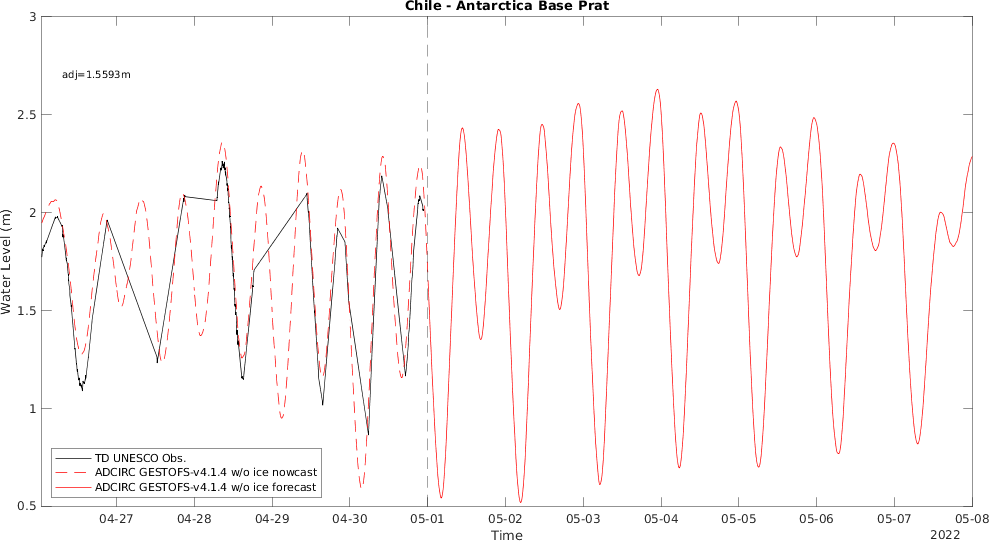 Chile - Antarctica Base Prat
3
2.5
2
1.5
1
0.5
Water Level (m)
adj=1.5593m
TD UNESCO Obs.
ADCIRC GESTOFS-v4.1.4 w/o ice nowcast
ADCIRC GESTOFS-v4.1.4 w/o ice forecast
04-27 04-28 04-29 04-30 05-01 05-02 05-03 05-04 05-05 05-06 05-07 05-08
Time
2022